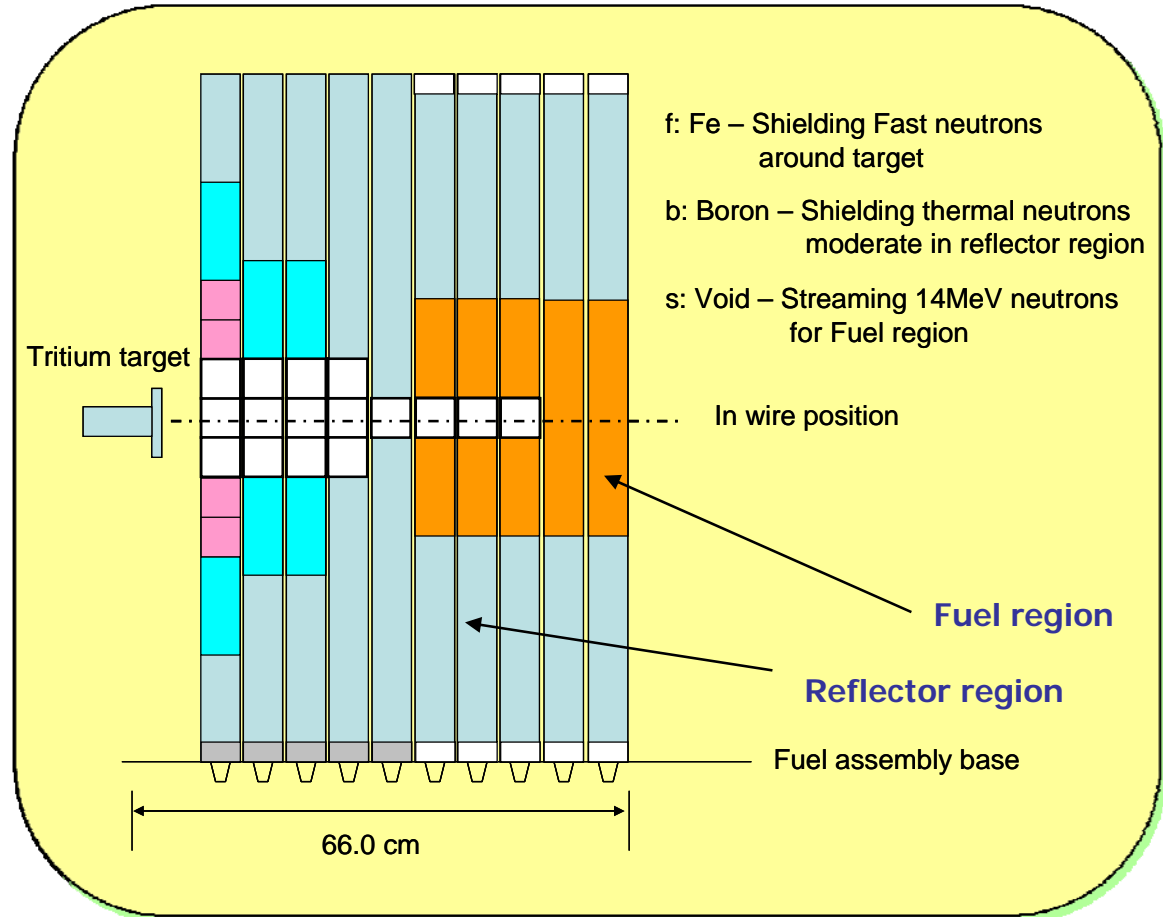 f: Fe – Shielding Fast neutrons
around target
b: Boron – Shielding thermal neutrons
moderate in reflector region
s: Void – Streaming 14MeV neutrons
for Fuel region
Tritium target
In wire position
Fuel region
Reflector region
Fuel assembly base
66.0 cm